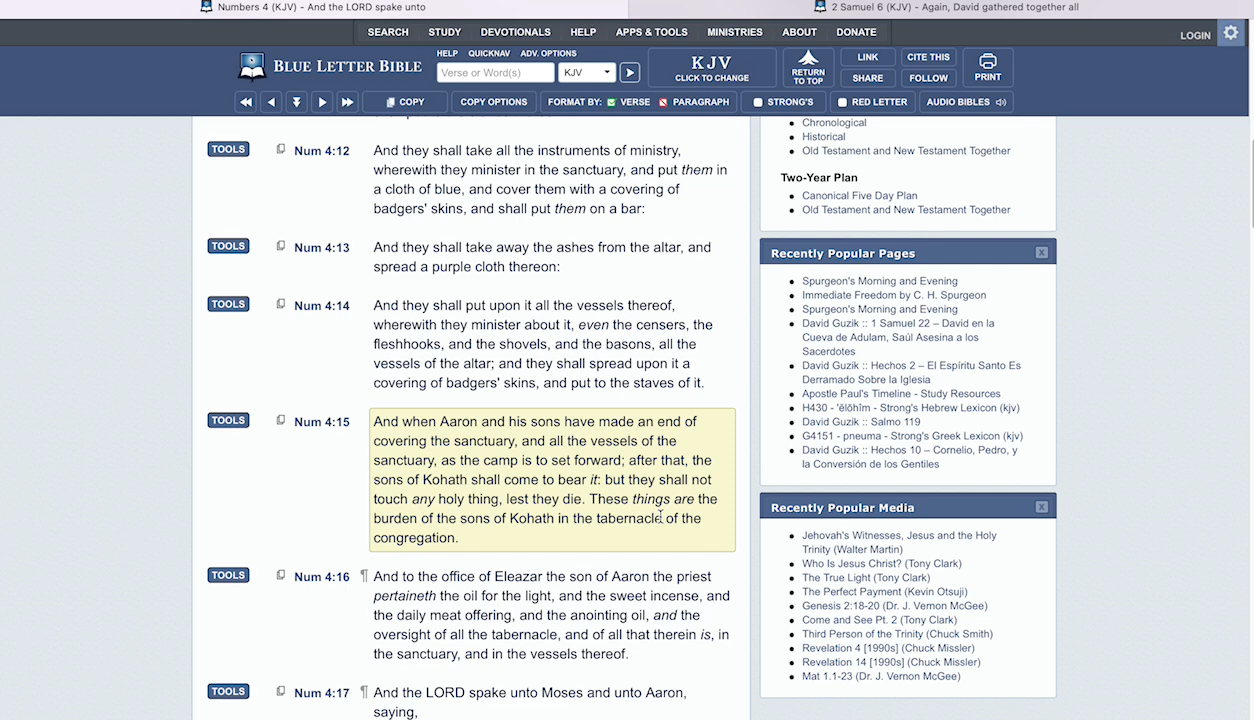 Numbers 4 (KJV) - And the LORD spake unto
2 Samuel 6 (KJV) - Again, David gathered together all
SEARCH STUDY DEVOTIONALS HELP APPS & TOOLS MINISTRIES ABOUT DONATE
LOGIN
BLUE LETTER BIBLE
HELP QUICKNAV ADV. OPTIONS
Verse or Word(s) KJV
KJV
CLICK TO CHANGE
RETURN
TO TOP
LINK CITE THIS
SHARE FOLLOW
PRINT
COPY COPY OPTIONS FORMAT BY: VERSE PARAGRAPH STRONG'S RED LETTER AUDIO BIBLES
TOOLS Num 4:12 And they shall take all the instruments of ministry,
wherewith they minister in the sanctuary, and put them in
a cloth of blue, and cover them with a covering of
badgers' skins, and shall put them on a bar:
TOOLS Num 4:13 And they shall take away the ashes from the altar, and
spread a purple cloth thereon:
TOOLS Num 4:14 And they shall put upon it all the vessels thereof,
wherewith they minister about it, even the censers, the
fleshhooks, and the shovels, and the basons, all the
vessels of the altar; and they shall spread upon it a
covering of badgers' skins, and put to the staves of it.
TOOLS Num 4:15 And when Aaron and his sons have made an end of
covering the sanctuary, and all the vessels of the
sanctuary, as the camp is to set forward; after that, the
sons of Kohath shall come to bear it: but they shall not
touch any holy thing, lest they die. These things are the
burden of the sons of Kohath in the tabernacle of the
congregation.
TOOLS Num 4:16 ¶ And to the office of Eleazar the son of Aaron the priest
pertaineth the oil for the light, and the sweet incense, and
the daily meat offering, and the anointing oil, and the
oversight of all the tabernacle, and of all that therein is, in
the sanctuary, and in the vessels thereof.
TOOLS Num 4:17 ¶ And the LORD spake unto Moses and unto Aaron,
saying,
Chronological
Historical
Old Testament and New Testament Together
Two-Year Plan
Canonical Five Day Plan
Old Testament and New Testament Together
Recently Popular Pages X
Spurgeon's Morning and Evening
Immediate Freedom by C. H. Spurgeon
Spurgeon's Morning and Evening
David Guzik :: 1 Samuel 22 – David en la
Cueva de Adulam, Saúl Asesina a los
Sacerdotes
David Guzik :: Hechos 2 – El Espíritu Santo Es
Derramado Sobre la Iglesia
Apostle Paul's Timeline - Study Resources
H430 - 'ĕlōhîm - Strong's Hebrew Lexicon (kjv)
David Guzik :: Salmo 119
G4151 - pneuma - Strong's Greek Lexicon (kjv)
David Guzik :: Hechos 10 – Cornelio, Pedro, y
la Conversión de los Gentiles
Recently Popular Media X
Jehovah's Witnesses, Jesus and the Holy
Trinity (Walter Martin)
Who Is Jesus Christ? (Tony Clark)
The True Light (Tony Clark)
The Perfect Payment (Kevin Otsuji)
Genesis 2:18-20 (Dr. J. Vernon McGee)
Come and See Pt. 2 (Tony Clark)
Third Person of the Trinity (Chuck Smith)
Revelation 4 [1990s] (Chuck Missler)
Revelation 14 [1990s] (Chuck Missler)
Mat 1.1-23 (Dr. J. Vernon McGee)